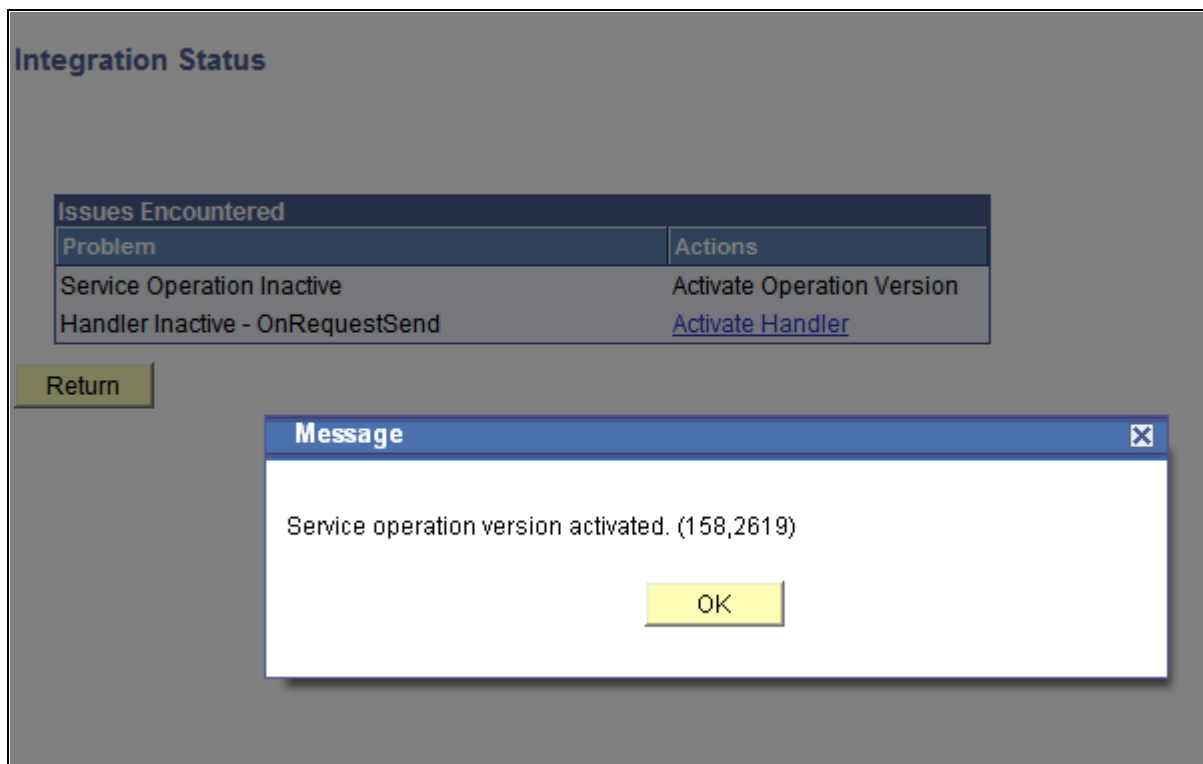 Integration Status
Issues Encountered
Problem Actions
Service Operation Inactive Activate Operation Version
Handler Inactive - OnRequestSend Activate Handler
Return
Message
Service operation version activated. (158,2619)
OK